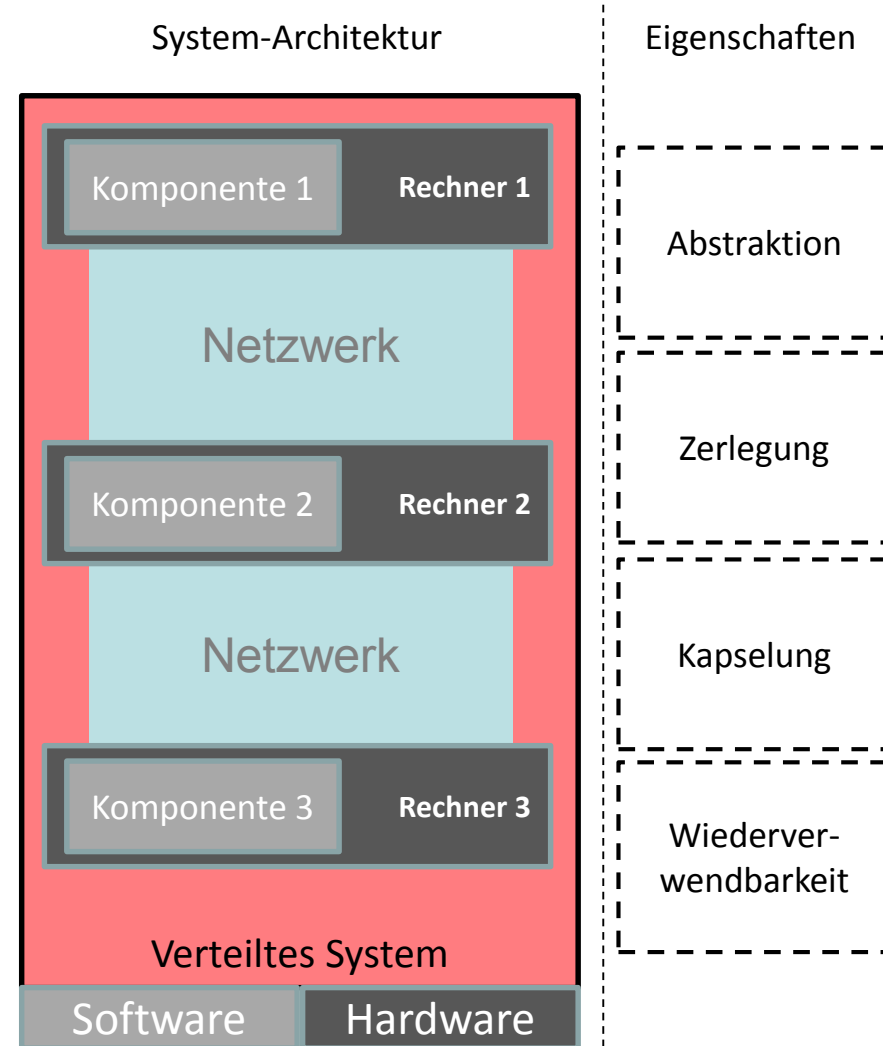 System-Architektur
Eigenschaften
Komponente 1
Rechner 1
Netzwerk
Komponente 2
Rechner 2
Netzwerk
Komponente 3
Rechner 3
Verteiltes System
Software
Hardware
Abstraktion
Zerlegung
Kapselung
Wiederver-
wendbarkeit